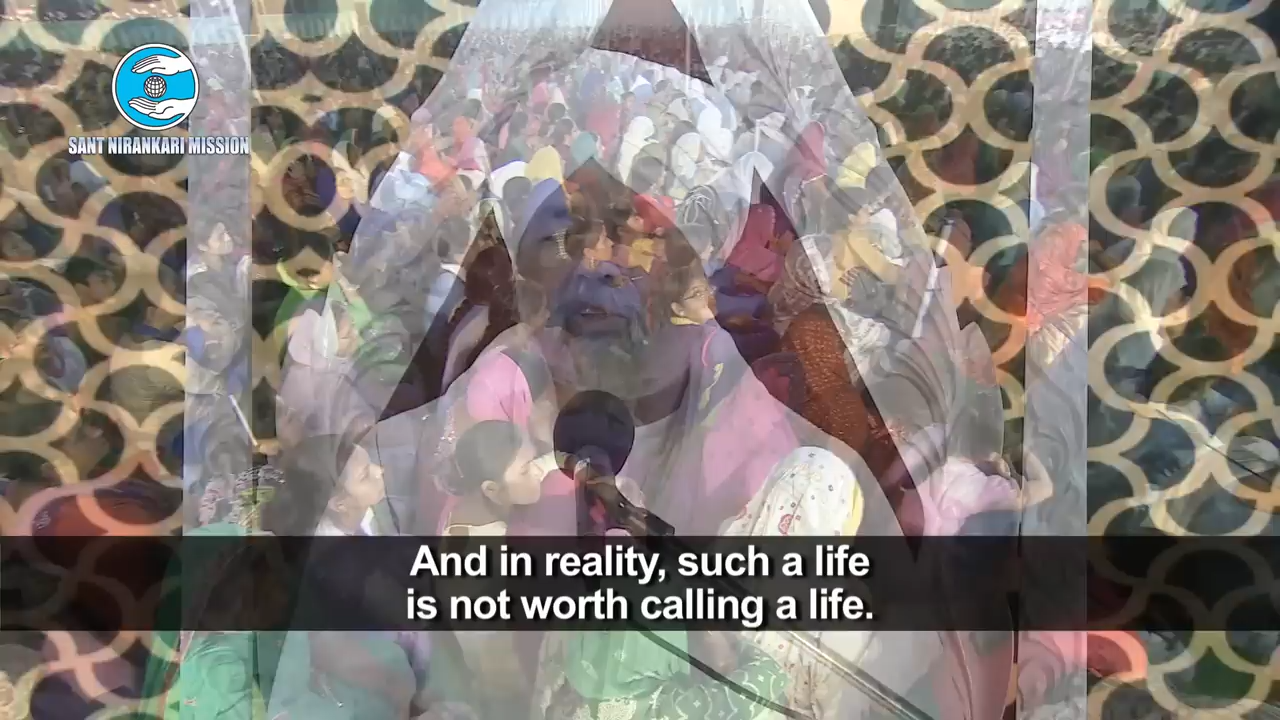 SANT NIRANKARI MISSION
And in reality, such a life
is not worth calling a life.